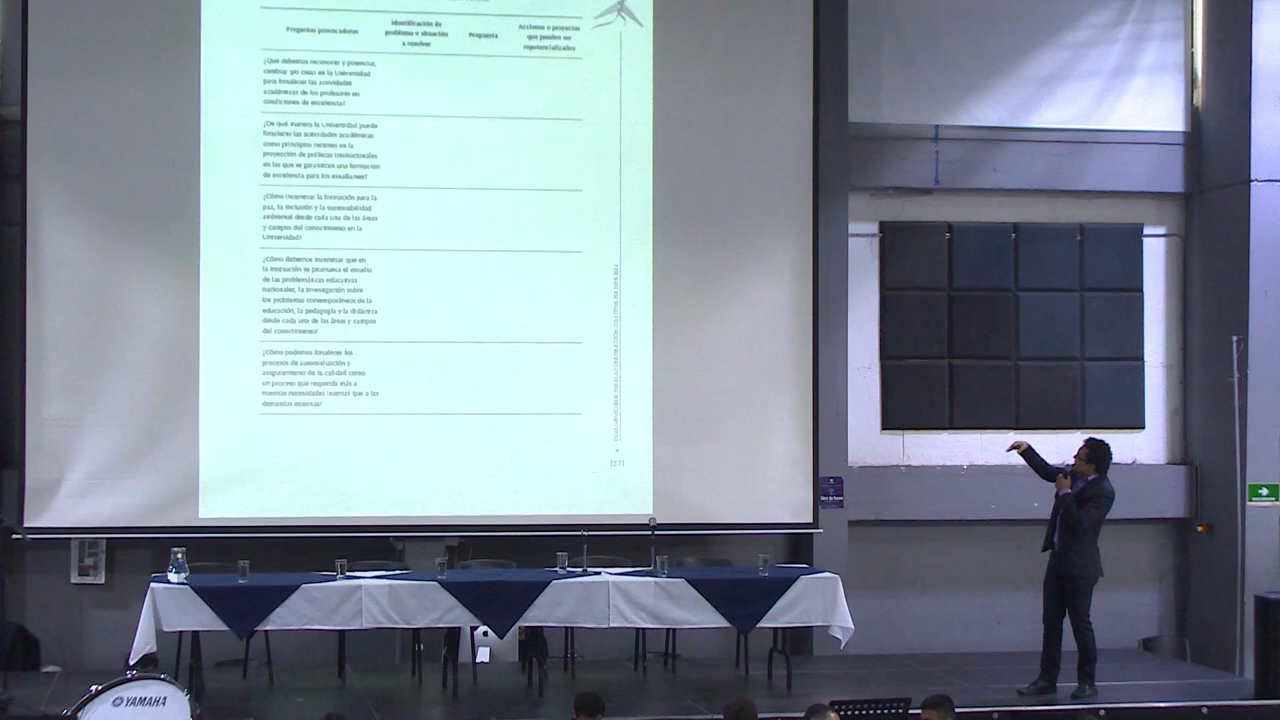 Preguntas provocadoras
Identificación de
problema o situación
a resolver
Propuesta
Acciones o proyectos
que pueden ser
repotencializados
¿Qué debemos reconocer y potenciar,
cambiar y/o crear en la Universidad
para fortalecer las actividades
académicas de los profesores en
condiciones de excelencia?
¿De qué manera la Universidad puede
fortalecer las actividades académicas
como principios rectores en la
proyección de políticas institucionales
en las que se garanticen una formación
de excelencia para los estudiantes?
¿Cómo incentivar la formación para la
paz, la inclusión y la sustentabilidad
ambiental desde cada una de las áreas
y campos del conocimiento en la
Universidad?
¿Cómo debemos incentivar que en
la institución se promueva el estudio
de las problemáticas educativas
nacionales, la investigación sobre
los problemas contemporáneos de la
educación, la pedagogía y la didáctica
desde cada una de las áreas y campos
del conocimiento?
¿Cómo podemos fortalecer los
procesos de autoevaluación y
aseguramiento de la calidad como
un proceso que responda más a
nuestras necesidades internas que a las
demandas externas?
[27]
YAMAHA